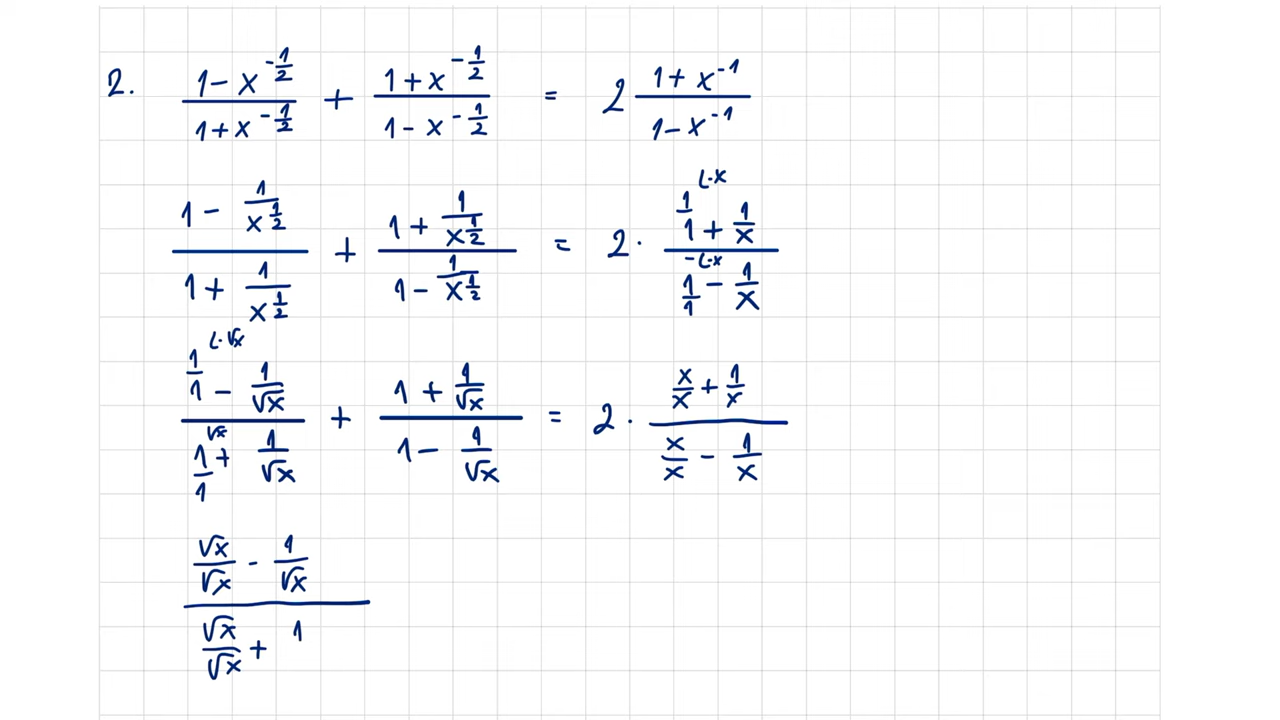 2. (1 - x^(-1/2))/(1 + x^(-1/2)) + (1 + x^(-1/2))/(1 - x^(-1/2)) = 2 (1 + x^(-1))/(1 - x^(-1))
(1 - 1/x^(1/2))/(1 + 1/x^(1/2)) + (1 + 1/x^(1/2))/(1 - 1/x^(1/2)) = 2 · (1/1 (·x) + 1/x)/(1/1 (·x) - 1/x)
(1/1 (·√x) - 1/√x)/(1/1 (√x) + 1/√x) + (1 + 1/√x)/(1 - 1/√x) = 2 · (x/x + 1/x)/(x/x - 1/x)
(√x/√x - 1/√x)/(√x/√x + 1